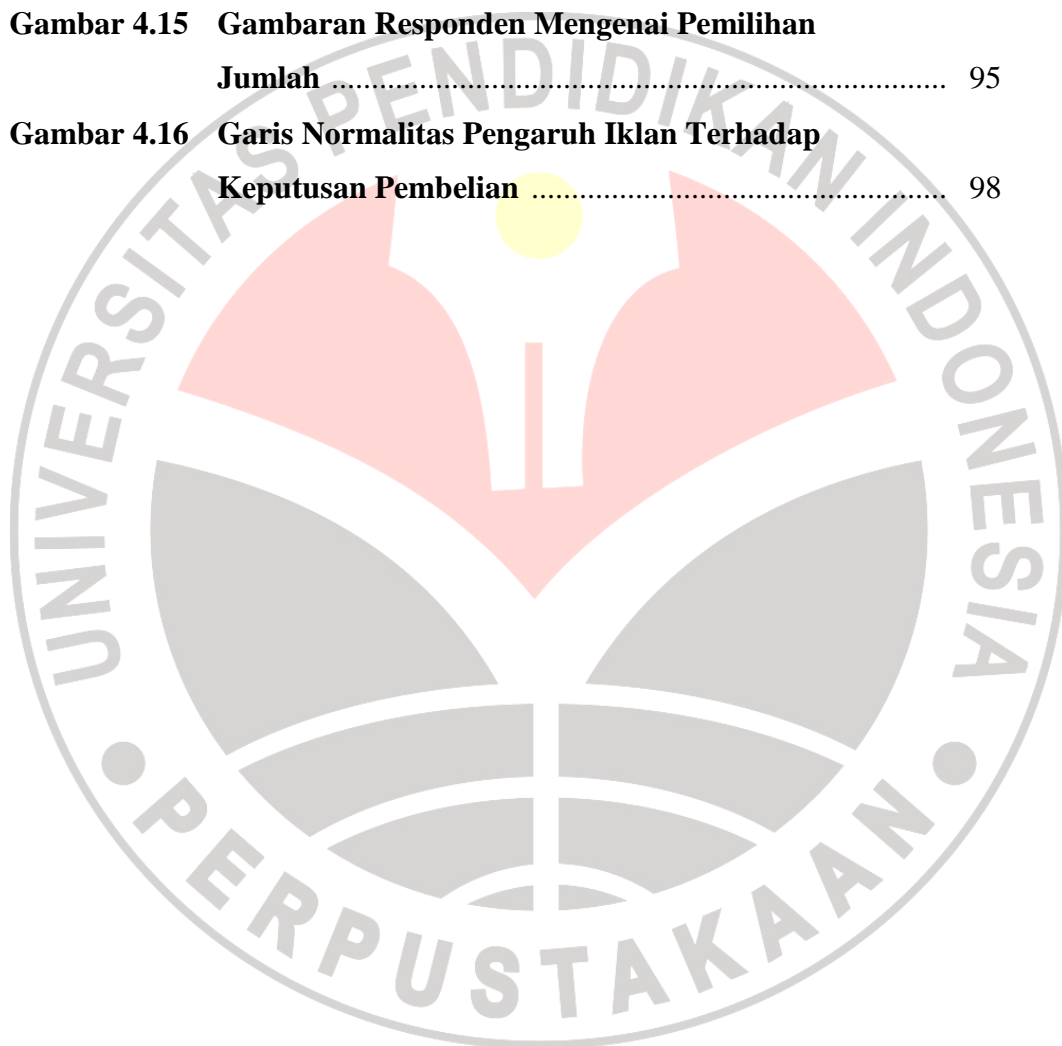 Gambar 4.15 Gambaran Responden Mengenai Pemilihan
Jumlah ............................................................................. 95
Gambar 4.16 Garis Normalitas Pengaruh Iklan Terhadap
Keputusan Pembelian .................................................... 98
UNIVERSITAS PENDIDIKAN INDONESIA
PERPUSTAKAAN